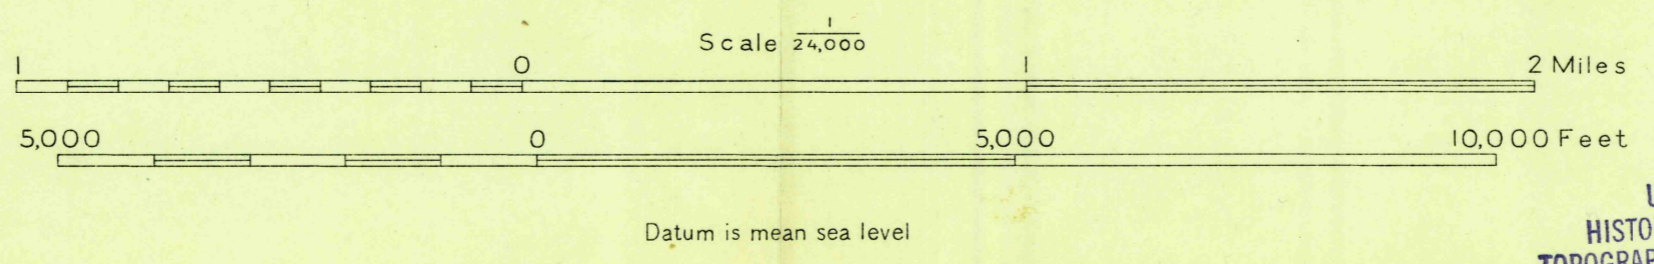 Scale 1/24,000
1 0 1 2 Miles
5,000 0 5,000 10,000 Feet
Datum is mean sea level